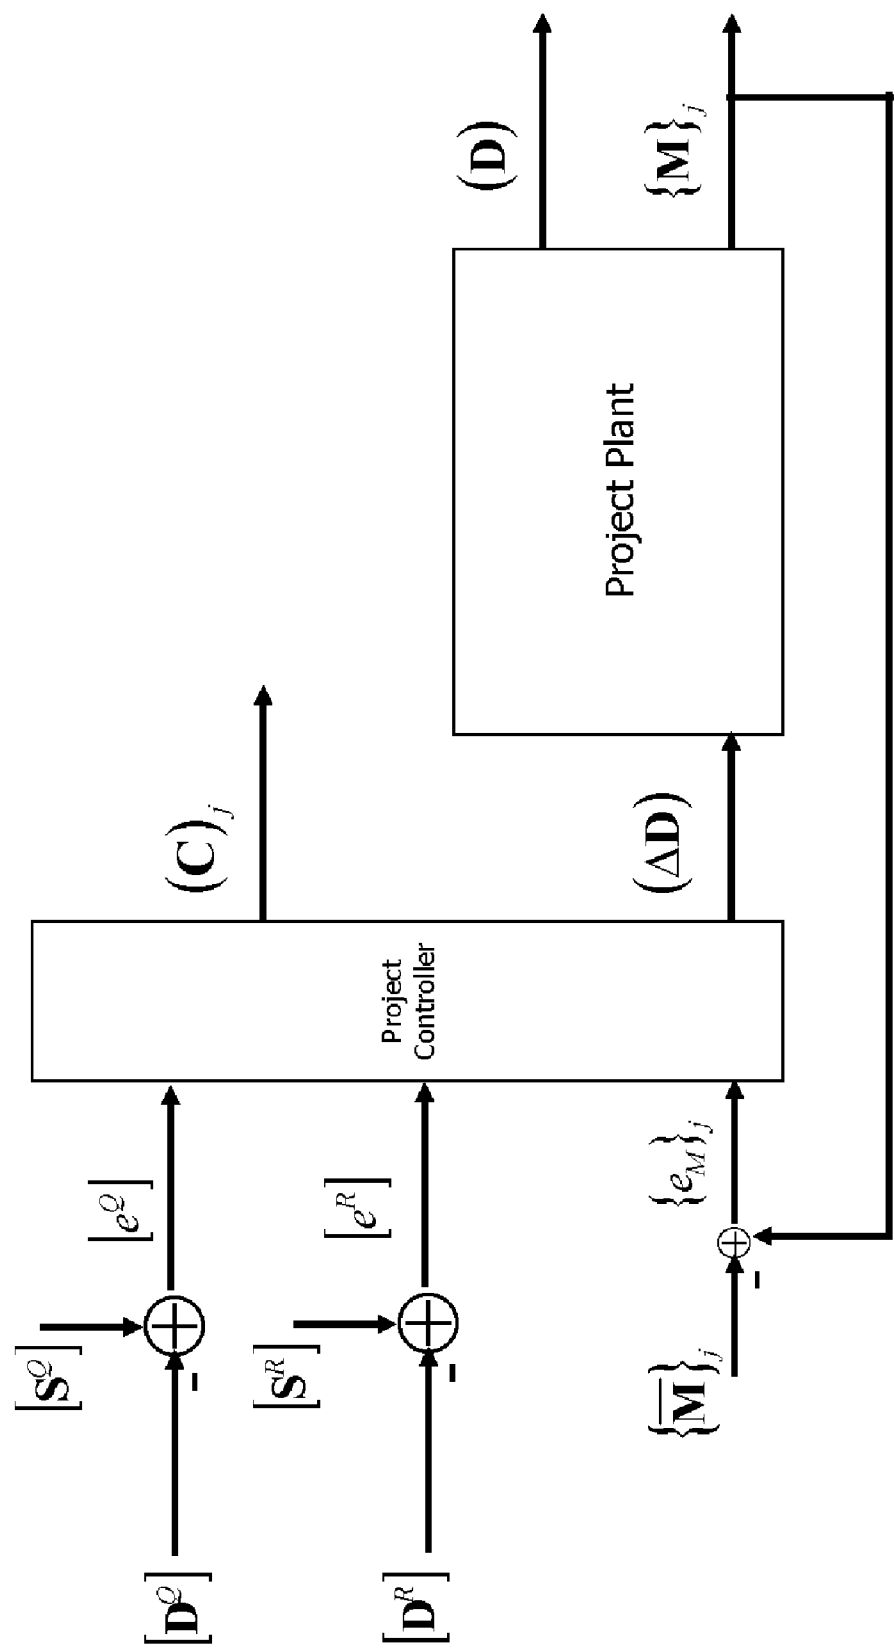 [S^Q]
[e^Q]
[D^Q]
(C)_j
[S^R]
[e^R]
[D^R]
Project
Controller
(D)
Project Plant
{M̅}_j
{e_M}_j
(ΔD)
{M}_j